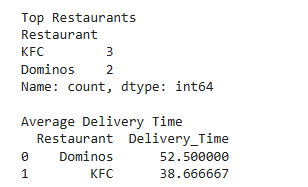 Top Restaurants
Restaurant
KFC 3
Dominos 2
Name: count, dtype: int64
Average Delivery Time
Restaurant Delivery_Time
0 Dominos 52.500000
1 KFC 38.666667